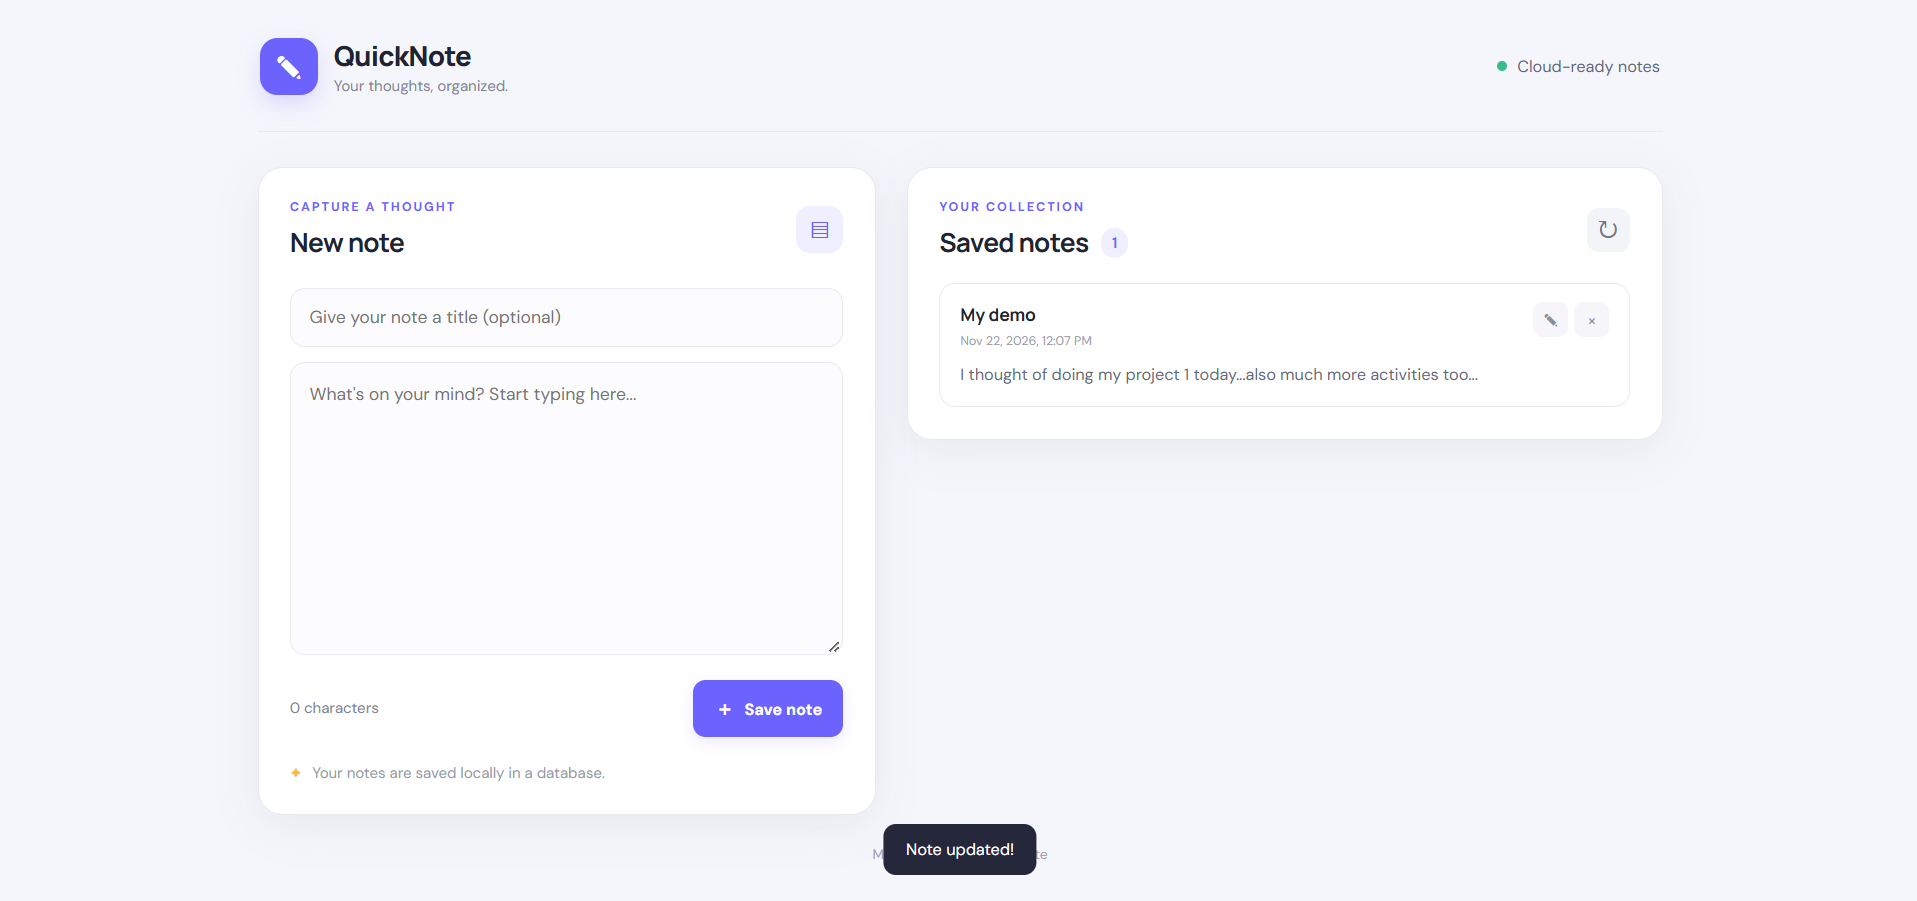 QuickNote
Your thoughts, organized.
Cloud-ready notes
CAPTURE A THOUGHT
New note
Give your note a title (optional)
What's on your mind? Start typing here...
0 characters
+ Save note
Your notes are saved locally in a database.
YOUR COLLECTION
Saved notes 1
My demo
Nov 22, 2026, 12:07 PM
I thought of doing my project 1 today...also much more activities too...
Note updated!